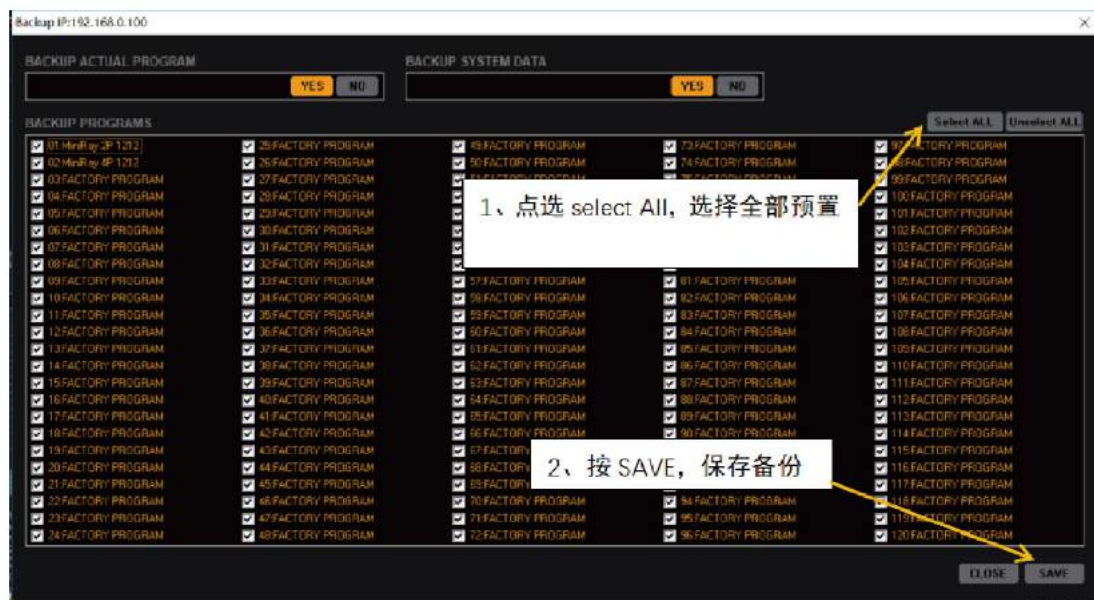 Backup IP:192.168.0.100
BACKUP ACTUAL PROGRAM
YES NO
BACKUP SYSTEM DATA
YES NO
BACKUP PROGRAMS
Select ALL Unselect ALL
01:MiniRay 2P 1212
02:MiniRay 4P 1212
03:FACTORY PROGRAM
04:FACTORY PROGRAM
05:FACTORY PROGRAM
06:FACTORY PROGRAM
07:FACTORY PROGRAM
08:FACTORY PROGRAM
09:FACTORY PROGRAM
10:FACTORY PROGRAM
11:FACTORY PROGRAM
12:FACTORY PROGRAM
13:FACTORY PROGRAM
14:FACTORY PROGRAM
15:FACTORY PROGRAM
16:FACTORY PROGRAM
17:FACTORY PROGRAM
18:FACTORY PROGRAM
19:FACTORY PROGRAM
20:FACTORY PROGRAM
21:FACTORY PROGRAM
22:FACTORY PROGRAM
23:FACTORY PROGRAM
24:FACTORY PROGRAM
25:FACTORY PROGRAM
26:FACTORY PROGRAM
27:FACTORY PROGRAM
28:FACTORY PROGRAM
29:FACTORY PROGRAM
30:FACTORY PROGRAM
31:FACTORY PROGRAM
32:FACTORY PROGRAM
33:FACTORY PROGRAM
34:FACTORY PROGRAM
35:FACTORY PROGRAM
36:FACTORY PROGRAM
37:FACTORY PROGRAM
38:FACTORY PROGRAM
39:FACTORY PROGRAM
40:FACTORY PROGRAM
41:FACTORY PROGRAM
42:FACTORY PROGRAM
43:FACTORY PROGRAM
44:FACTORY PROGRAM
45:FACTORY PROGRAM
46:FACTORY PROGRAM
47:FACTORY PROGRAM
48:FACTORY PROGRAM
49:FACTORY PROGRAM
50:FACTORY PROGRAM
57:FACTORY PROGRAM
58:FACTORY PROGRAM
59:FACTORY PROGRAM
60:FACTORY PROGRAM
61:FACTORY PROGRAM
62:FACTORY PROGRAM
63:FACTORY PROGRAM
64:FACTORY PROGRAM
65:FACTORY PROGRAM
66:FACTORY PROGRAM
70:FACTORY PROGRAM
71:FACTORY PROGRAM
72:FACTORY PROGRAM
73:FACTORY PROGRAM
74:FACTORY PROGRAM
81:FACTORY PROGRAM
82:FACTORY PROGRAM
83:FACTORY PROGRAM
84:FACTORY PROGRAM
85:FACTORY PROGRAM
86:FACTORY PROGRAM
87:FACTORY PROGRAM
88:FACTORY PROGRAM
89:FACTORY PROGRAM
90:FACTORY PROGRAM
94:FACTORY PROGRAM
95:FACTORY PROGRAM
96:FACTORY PROGRAM
97:FACTORY PROGRAM
98:FACTORY PROGRAM
99:FACTORY PROGRAM
100:FACTORY PROGRAM
101:FACTORY PROGRAM
102:FACTORY PROGRAM
103:FACTORY PROGRAM
104:FACTORY PROGRAM
105:FACTORY PROGRAM
106:FACTORY PROGRAM
107:FACTORY PROGRAM
108:FACTORY PROGRAM
109:FACTORY PROGRAM
110:FACTORY PROGRAM
111:FACTORY PROGRAM
112:FACTORY PROGRAM
113:FACTORY PROGRAM
114:FACTORY PROGRAM
115:FACTORY PROGRAM
116:FACTORY PROGRAM
117:FACTORY PROGRAM
118:FACTORY PROGRAM
119:FACTORY PROGRAM
120:FACTORY PROGRAM
1、点选 select All，选择全部预置
2、按 SAVE，保存备份
CLOSE SAVE